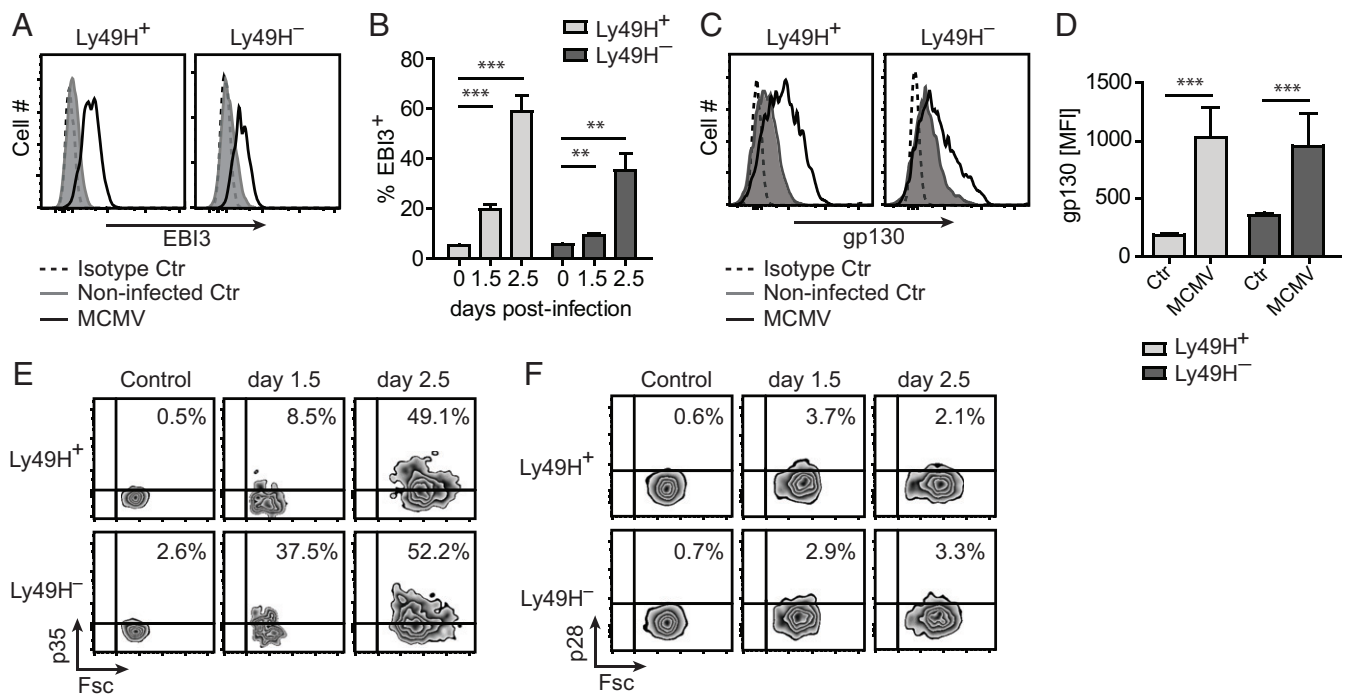 A
Ly49H+
Ly49H−
Cell #
EBI3
Isotype Ctr
Non-infected Ctr
MCMV
B
Ly49H+
Ly49H−
% EBI3+
80
60
40
20
0
***
***
**
**
0 1.5 2.5 0 1.5 2.5
days post-infection
C
Ly49H+
Ly49H−
Cell #
gp130
Isotype Ctr
Non-infected Ctr
MCMV
D
gp130 [MFI]
1500
1000
500
0
***
***
Ctr
MCMV
Ctr
MCMV
Ly49H+
Ly49H−
E
Control day 1.5 day 2.5
Ly49H+
0.5% 8.5% 49.1%
Ly49H−
2.6% 37.5% 52.2%
p35
Fsc
F
Control day 1.5 day 2.5
Ly49H+
0.6% 3.7% 2.1%
Ly49H−
0.7% 2.9% 3.3%
p28
Fsc